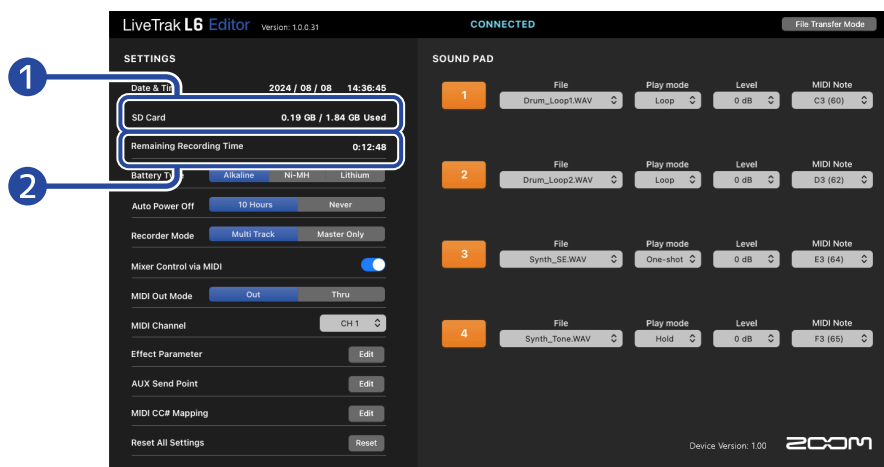 LiveTrak L6 Editor Version: 1.0.0.31 CONNECTED File Transfer Mode
SETTINGS
1
Date & Ti 2024 / 08 / 08 14:36:45
SD Card 0.19 GB / 1.84 GB Used
Remaining Recording Time 0:12:48
2
Battery Type Alkaline Ni-MH Lithium
Auto Power Off 10 Hours Never
Recorder Mode Multi Track Master Only
Mixer Control via MIDI
MIDI Out Mode Out Thru
MIDI Channel CH 1
Effect Parameter Edit
AUX Send Point Edit
MIDI CC# Mapping Edit
Reset All Settings Reset
SOUND PAD
File Play mode Level MIDI Note
1 Drum_Loop1.WAV Loop 0 dB C3 (60)
File Play mode Level MIDI Note
2 Drum_Loop2.WAV Loop 0 dB D3 (62)
File Play mode Level MIDI Note
3 Synth_SE.WAV One-shot 0 dB E3 (64)
File Play mode Level MIDI Note
4 Synth_Tone.WAV Hold 0 dB F3 (65)
Device Version: 1.00 ZOOM